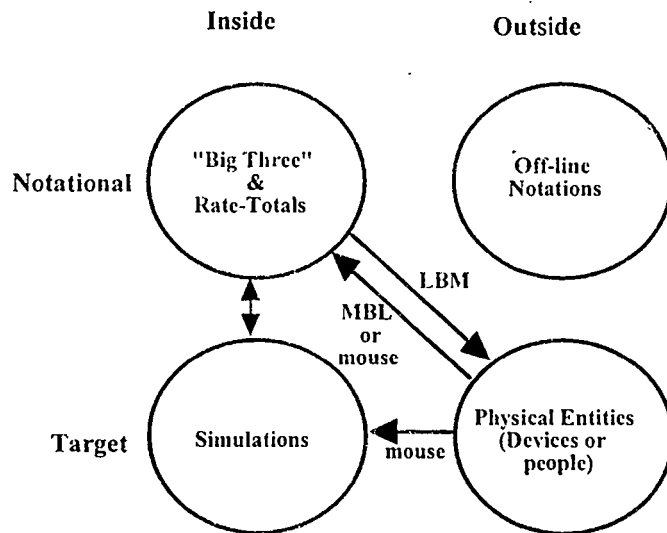 Inside
Outside
Notational
"Big Three"
&
Rate-Totals
Off-line
Notations
LBM
MBL
or
mouse
Target
Simulations
mouse
Physical Entities
(Devices or
people)